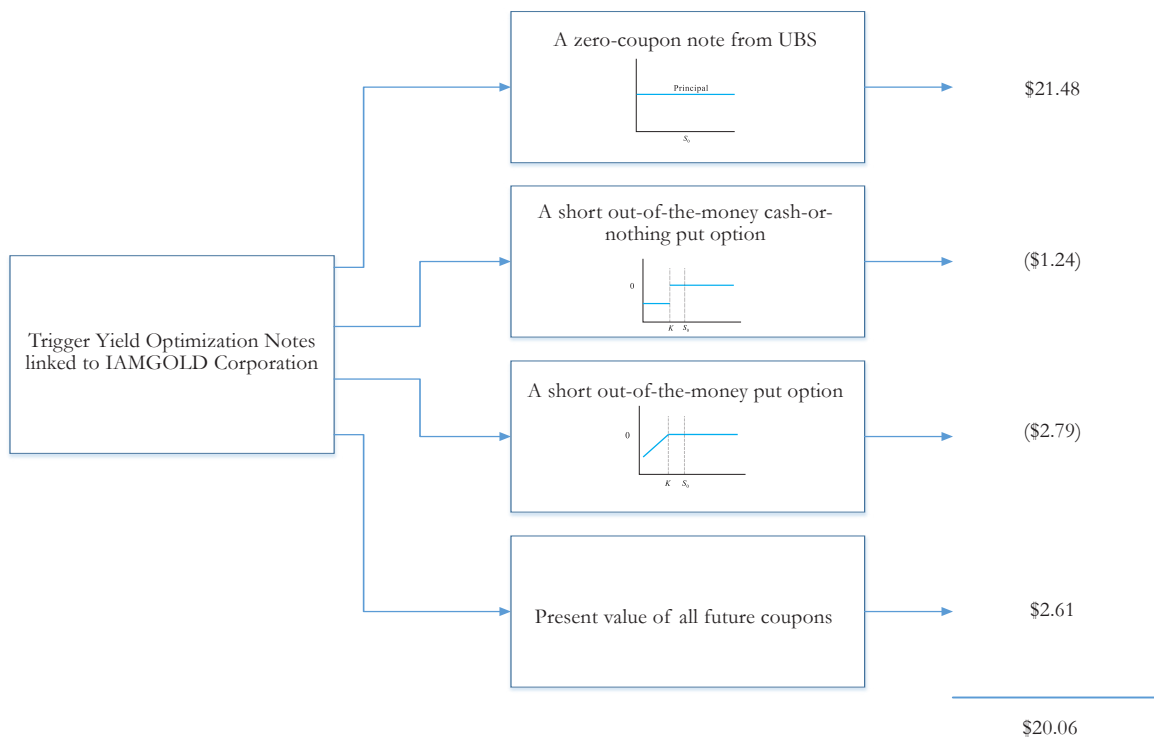 A zero-coupon note from UBS
Principal
S0
$21.48
A short out-of-the-money cash-or-
nothing put option
0
K
S0
($1.24)
Trigger Yield Optimization Notes
linked to IAMGOLD Corporation
A short out-of-the-money put option
0
K
S0
($2.79)
Present value of all future coupons
$2.61
$20.06